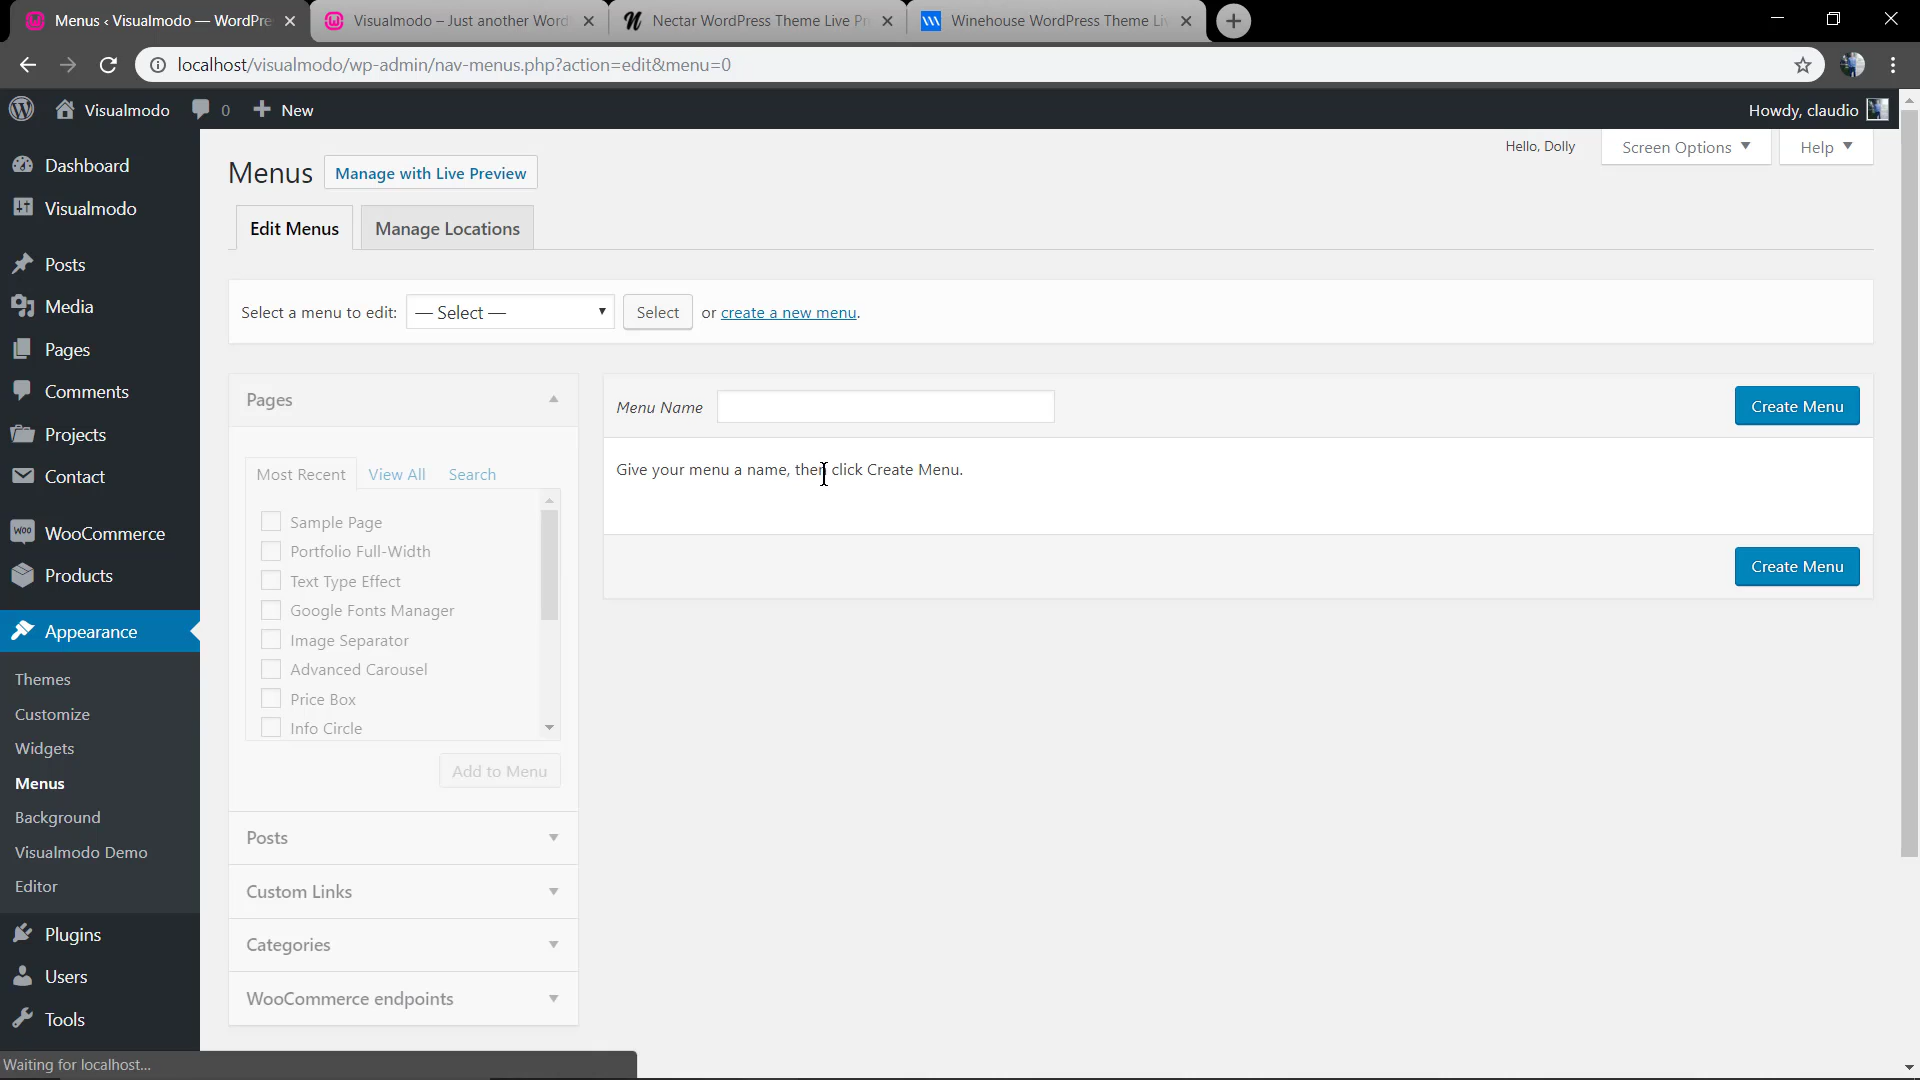 Menus ‹ Visualmodo — WordPre
Visualmodo – Just another Word
Nectar WordPress Theme Live Pr
Winehouse WordPress Theme Li
localhost/visualmodo/wp-admin/nav-menus.php?action=edit&menu=0
Visualmodo 0 New Howdy, claudio
Hello, Dolly Screen Options Help
Menus Manage with Live Preview
Edit Menus Manage Locations
Select a menu to edit: — Select — Select or create a new menu.
Dashboard
Visualmodo
Posts
Media
Pages
Comments
Projects
Contact
WooCommerce
Products
Appearance
Themes
Customize
Widgets
Menus
Background
Visualmodo Demo
Editor
Plugins
Users
Tools
Pages
Most Recent View All Search
Sample Page
Portfolio Full-Width
Text Type Effect
Google Fonts Manager
Image Separator
Advanced Carousel
Price Box
Info Circle
Add to Menu
Posts
Custom Links
Categories
WooCommerce endpoints
Menu Name Create Menu
Give your menu a name, then click Create Menu.
Create Menu
Waiting for localhost...